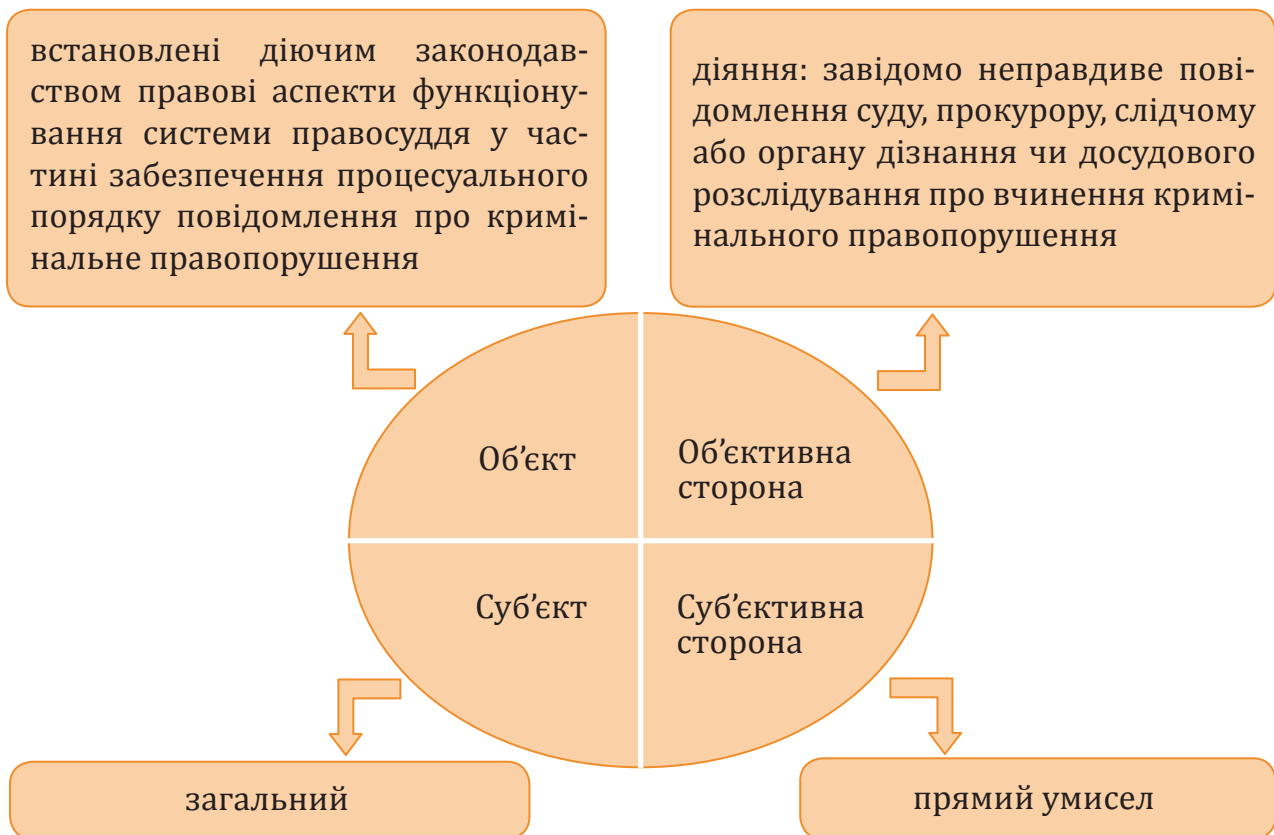 встановлені діючим законодав-
ством правові аспекти функціону-
вання системи правосуддя у час-
тині забезпечення процесуального
порядку повідомлення про кримі-
нальне правопорушення
діяння: завідомо неправдиве пові-
домлення суду, прокурору, слідчому
або органу дізнання чи досудового
розслідування про вчинення кримі-
нального правопорушення
Об’єкт
Об’єктивна
сторона
Суб’єкт
Суб’єктивна
сторона
загальний
прямий умисел